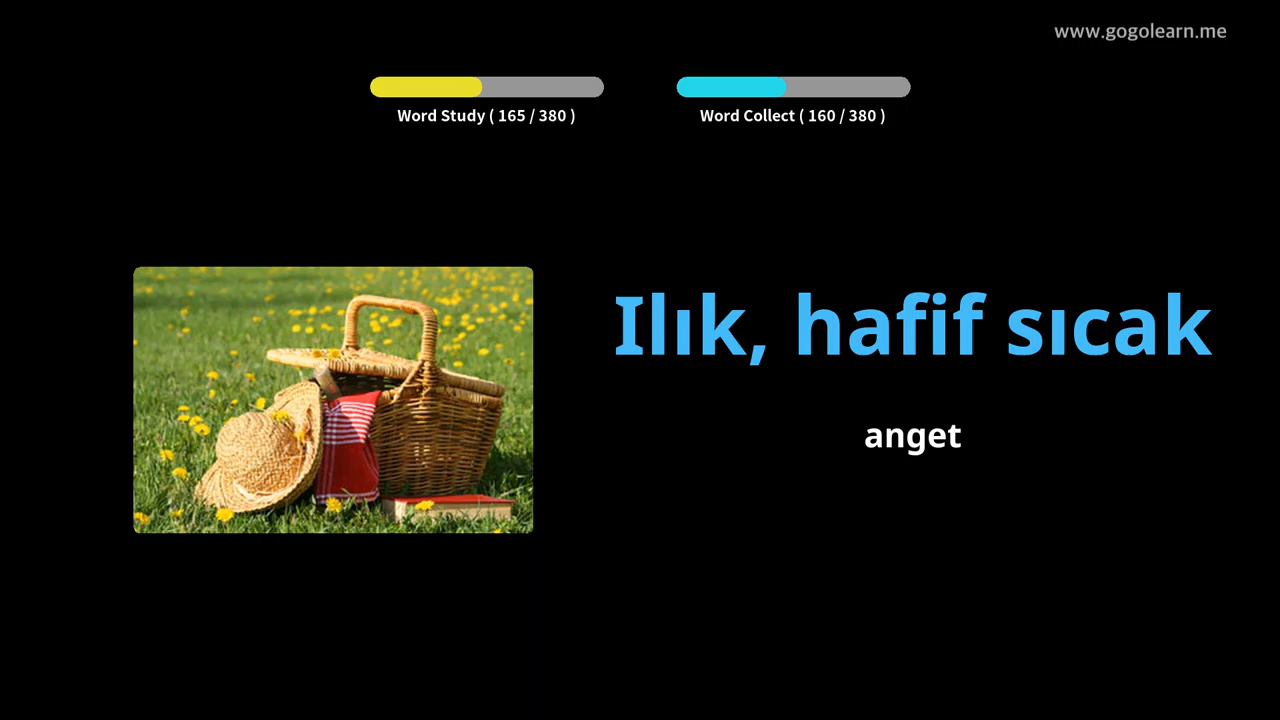 www.gogolearn.me
Word Study ( 165 / 380 )
Word Collect ( 160 / 380 )
Ilık, hafif sıcak
anget